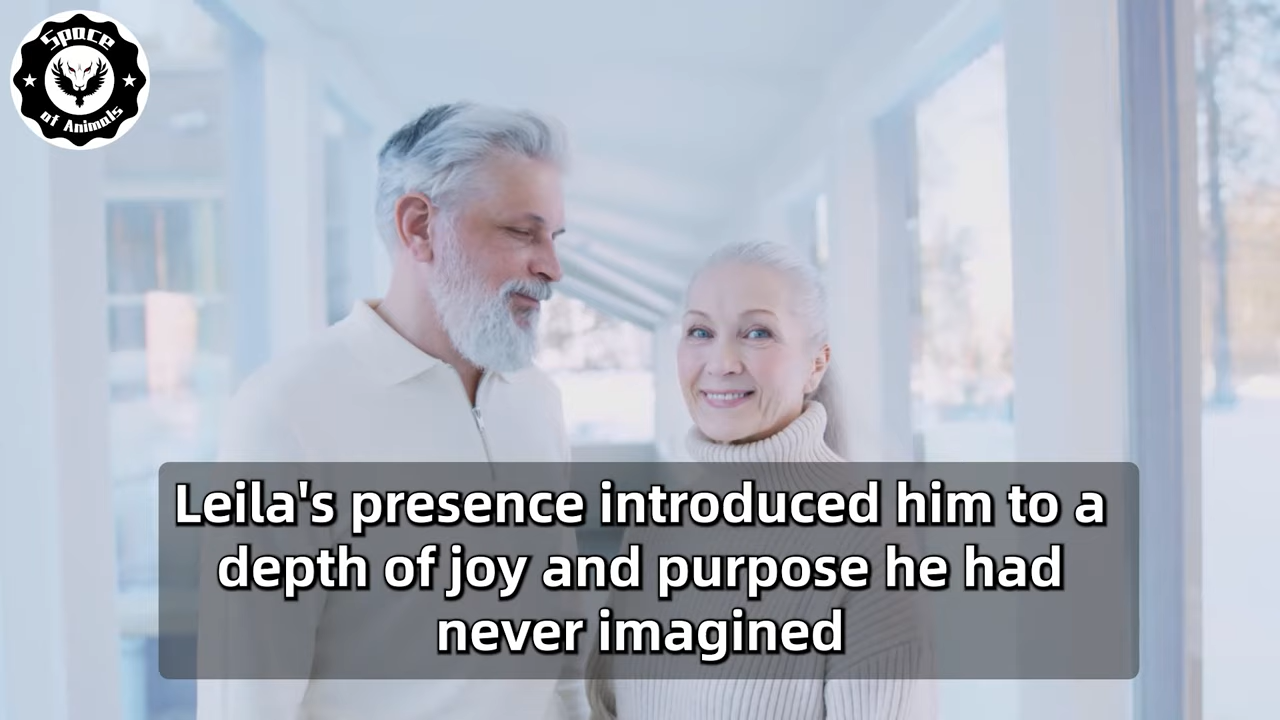 Space
of Animals
Leila's presence introduced him to a
depth of joy and purpose he had
never imagined